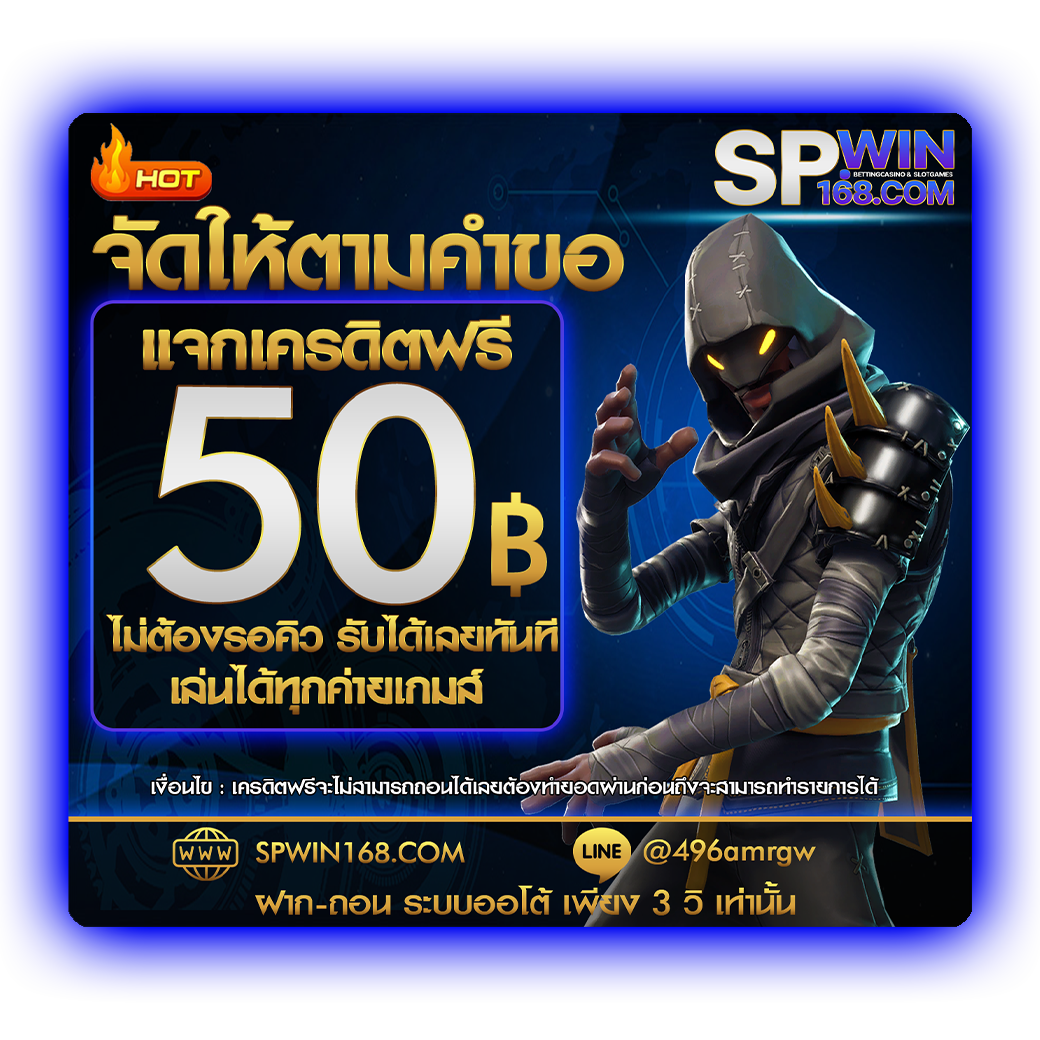 HOT
SPWIN
BETTINGCASINO & SLOTGAMES
168.COM
จัดให้ตามคำขอ
แจกเครดิตฟรี
50฿
ไม่ต้องรอคิว รับได้เลยทันที
เล่นได้ทุกค่ายเกมส์
เงื่อนไข : เครดิตฟรีจะไม่สามารถถอนได้เลยต้องทำยอดผ่านก่อนถึงจะสามารถทำรายการได้
WWW SPWIN168.COM LINE @496amrgw
ฝาก-ถอน ระบบออโต้ เพียง 3 วิ เท่านั้น